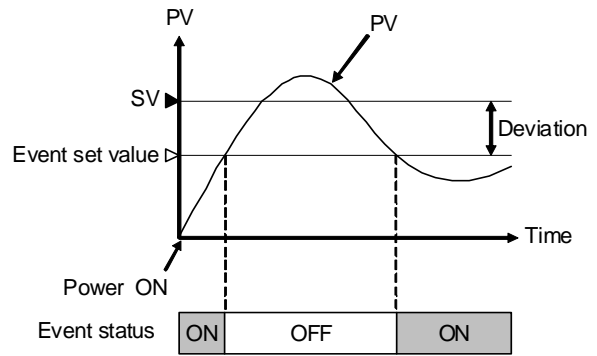 PV
PV
SV
Deviation
Event set value
Time
Power ON
Event status
ON
OFF
ON